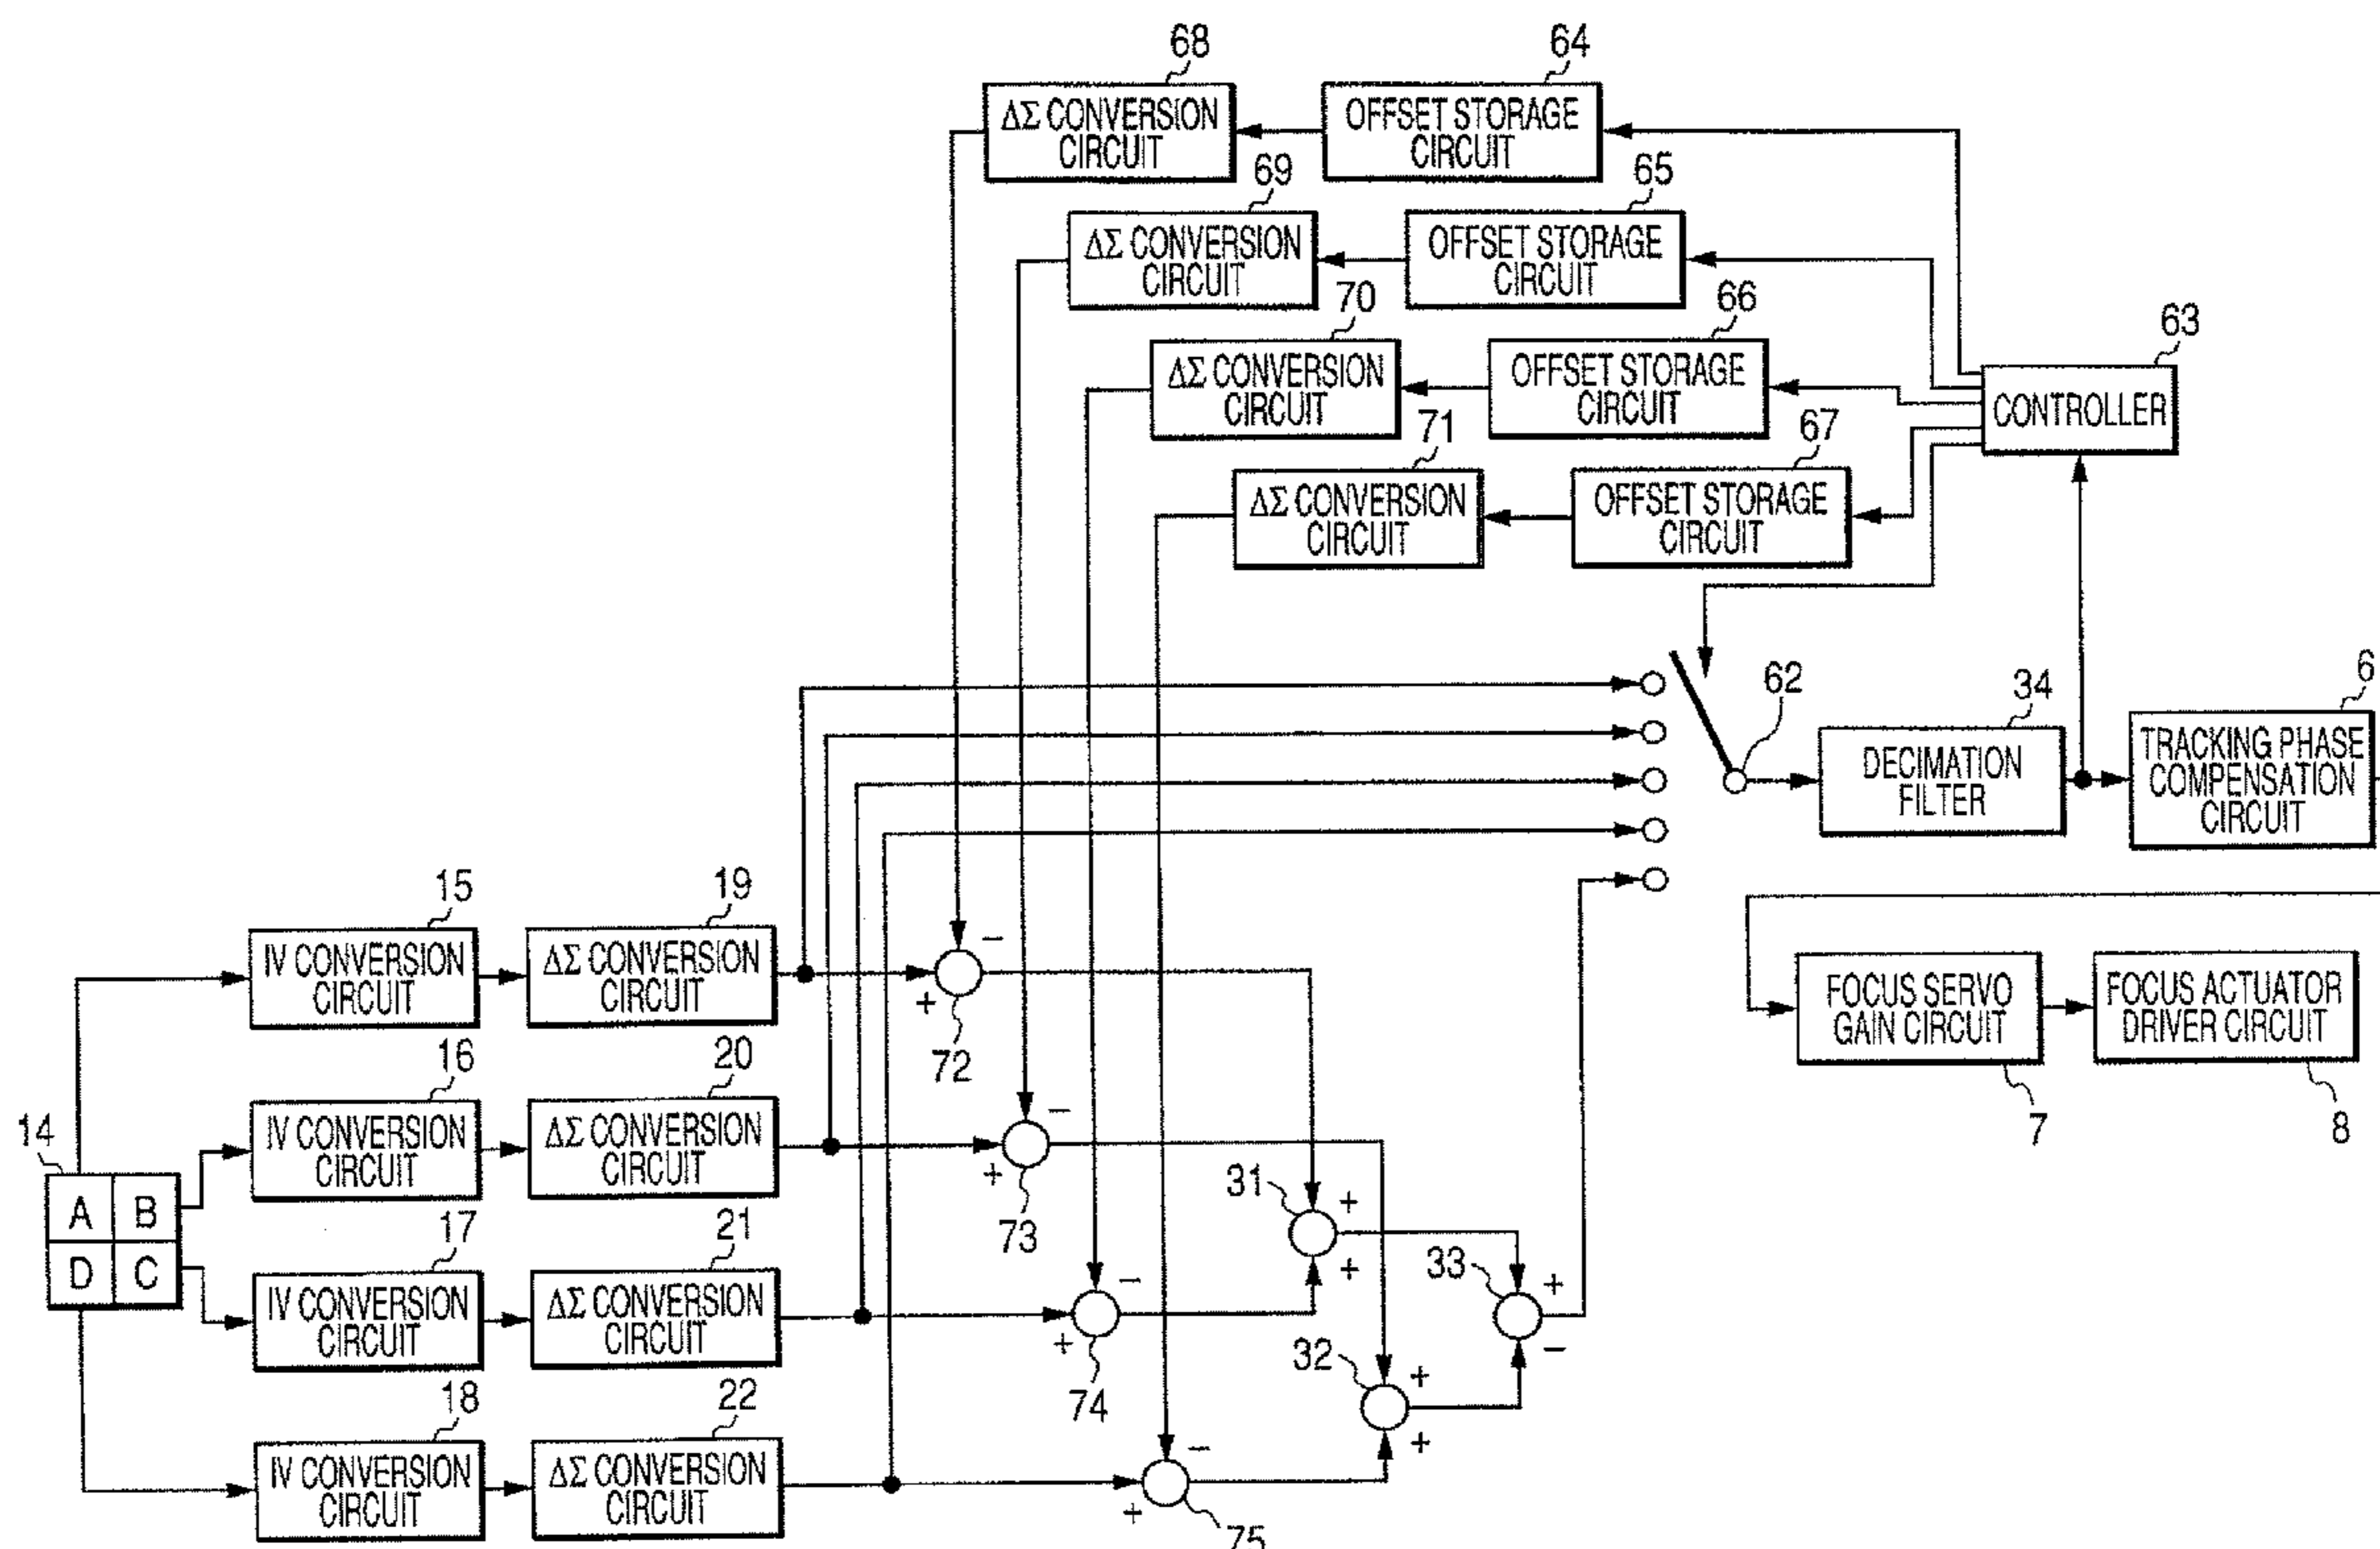 68
64
ΔΣ CONVERSION
CIRCUIT
OFFSET STORAGE
CIRCUIT
69
65
ΔΣ CONVERSION
CIRCUIT
OFFSET STORAGE
CIRCUIT
70
66
63
ΔΣ CONVERSION
CIRCUIT
OFFSET STORAGE
CIRCUIT
CONTROLLER
71
67
ΔΣ CONVERSION
CIRCUIT
OFFSET STORAGE
CIRCUIT
62
34
6
DECIMATION
FILTER
TRACKING PHASE
COMPENSATION
CIRCUIT
15
19
IV CONVERSION
CIRCUIT
ΔΣ CONVERSION
CIRCUIT
−
+
72
FOCUS SERVO
GAIN CIRCUIT
FOCUS ACTUATOR
DRIVER CIRCUIT
7
8
16
20
IV CONVERSION
CIRCUIT
ΔΣ CONVERSION
CIRCUIT
−
+
73
14
A B
D C
31
+
+
17
21
IV CONVERSION
CIRCUIT
ΔΣ CONVERSION
CIRCUIT
−
+
74
33
+
−
32
+
+
18
22
IV CONVERSION
CIRCUIT
ΔΣ CONVERSION
CIRCUIT
−
+
75